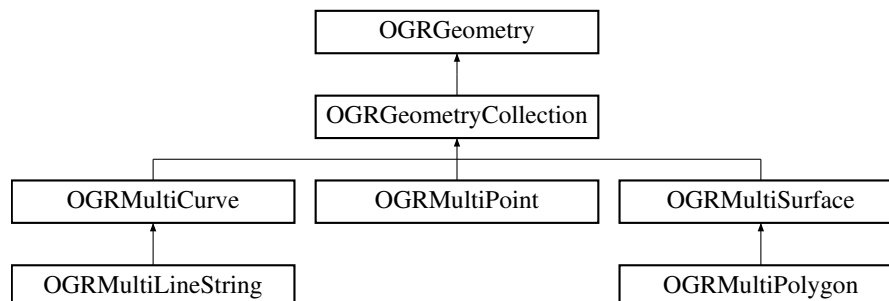 OGRGeometry
OGRGeometryCollection
OGRMultiCurve
OGRMultiPoint
OGRMultiSurface
OGRMultiLineString
OGRMultiPolygon